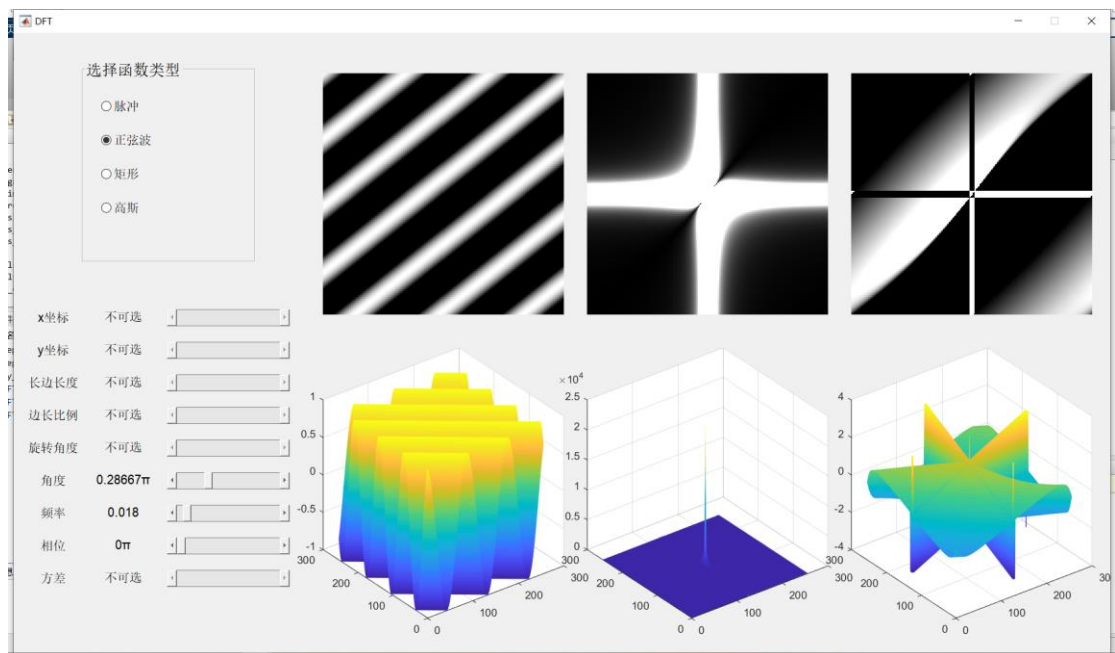 DFT
选择函数类型
脉冲
正弦波
矩形
高斯
x坐标 不可选
y坐标 不可选
长边长度 不可选
边长比例 不可选
旋转角度 不可选
角度 0.28667π
频率 0.018
相位 0π
方差 不可选
1
0.5
0
-0.5
-1
300
200
100
0
0
100
200
300
×10⁴
2.5
2
1.5
1
0.5
0
300
200
100
0
0
100
200
300
4
2
0
-2
-4
300
200
100
0
0
100
200